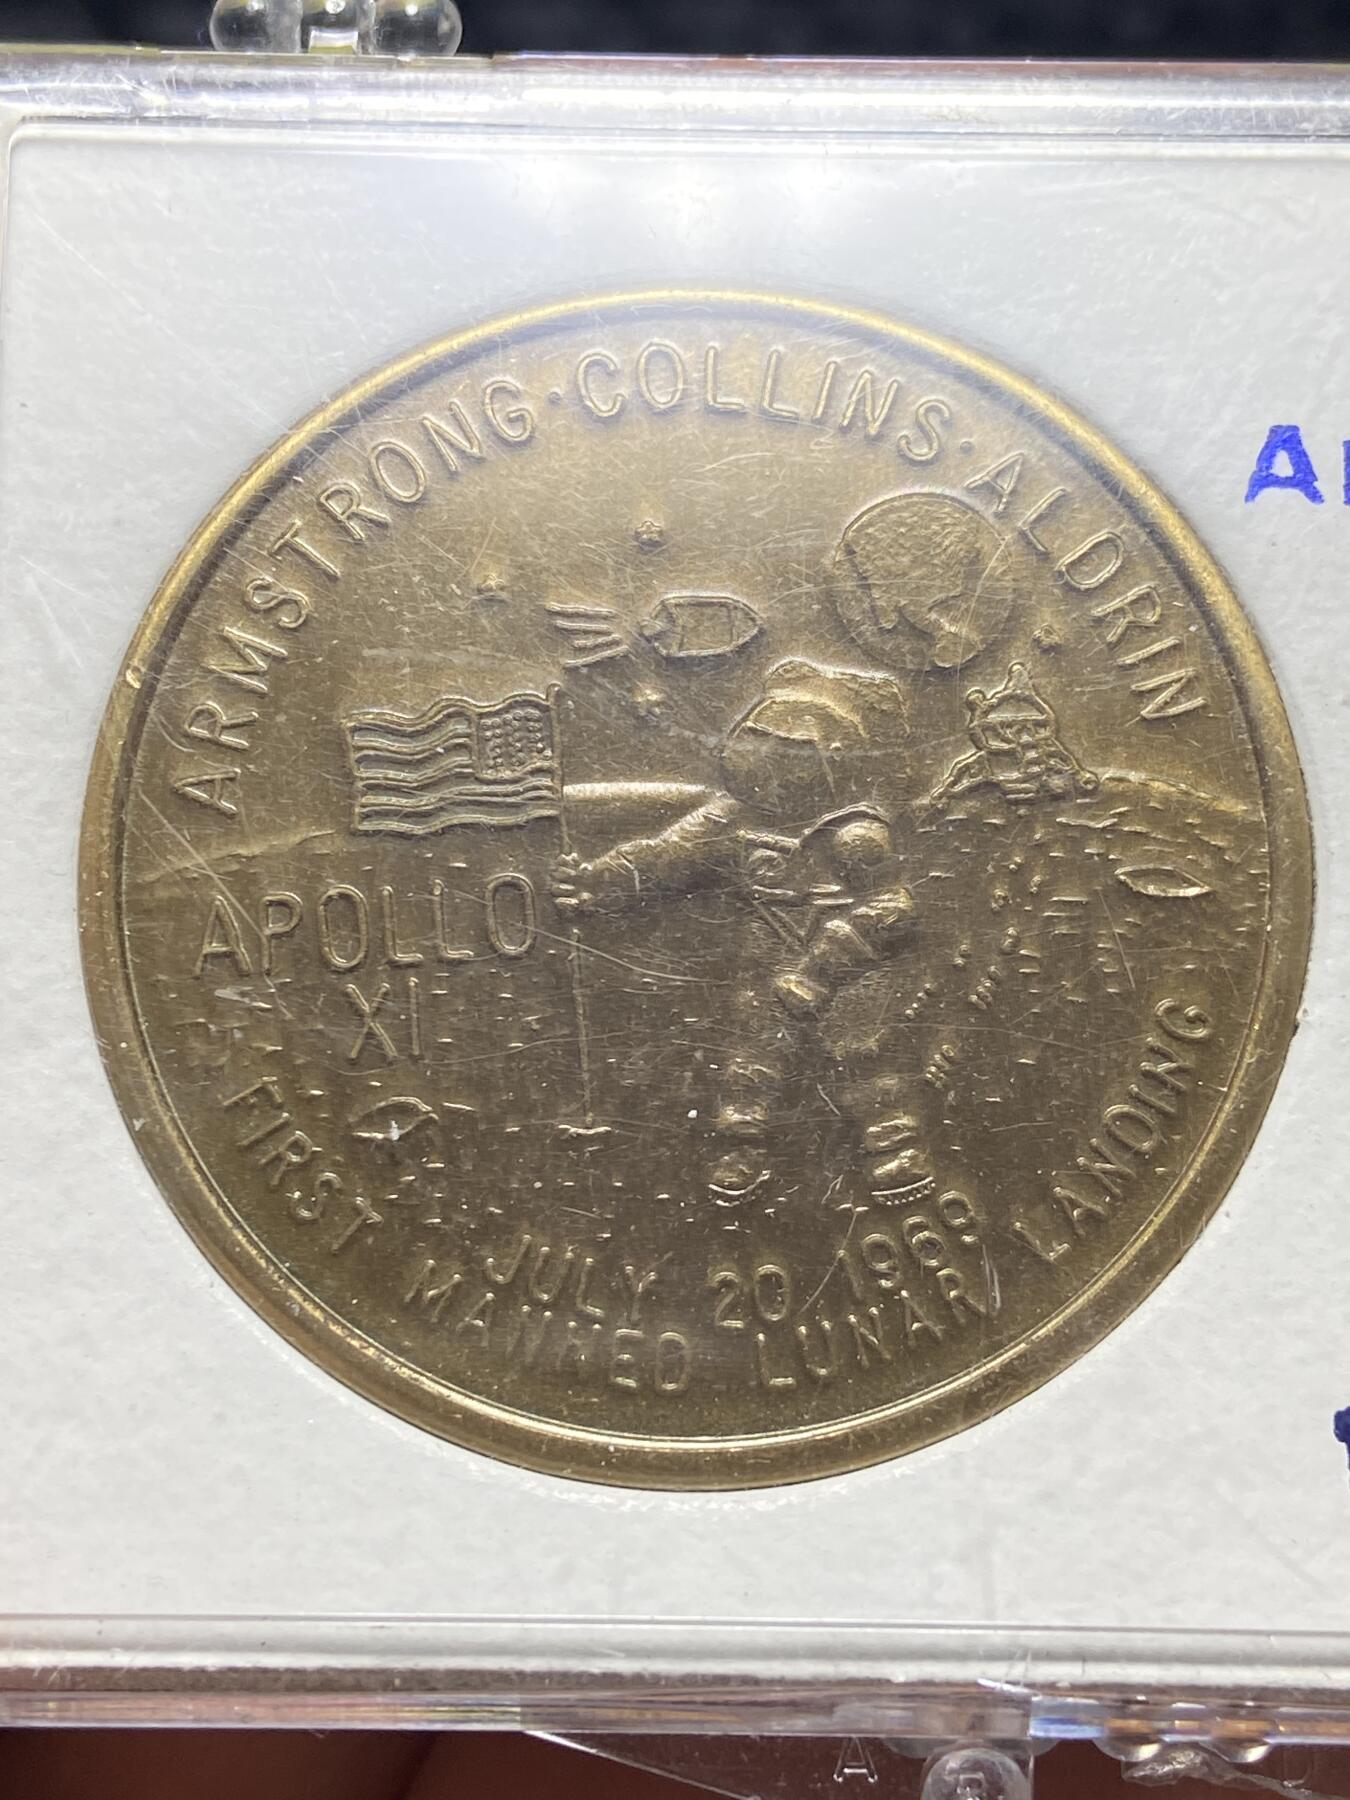 ARMSTRONG·COLLINS·ALDRIN
APOLLO
XI
JULY 20 1969
FIRST MANNED LUNAR LANDING